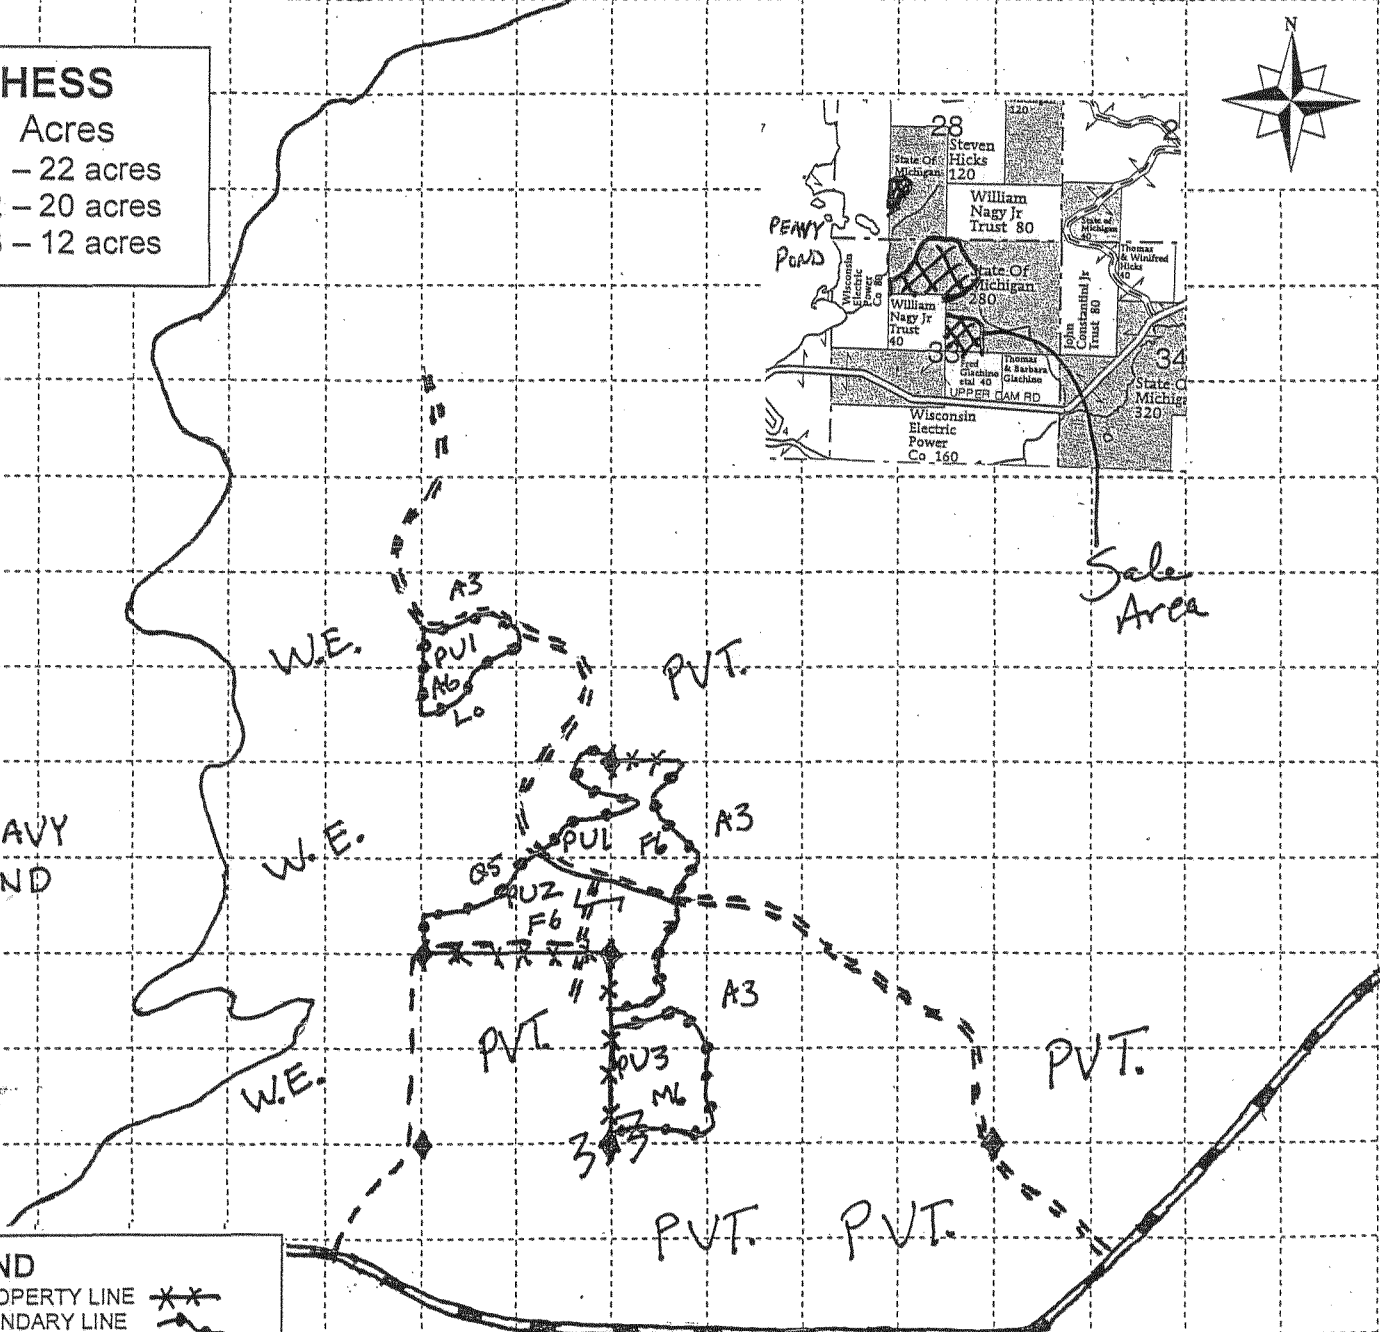 HESS
Acres
– 22 acres
– 20 acres
– 12 acres
N
28
120
Steven
Hicks
120
State Of
Michigan
William
Nagy Jr
Trust 80
State of
Michigan
40
Thomas
& Winifred
Hicks
40
PEAVY
POND
Wisconsin
Electric
Power
Co 80
State Of
Michigan
280
William
Nagy Jr
Trust
40
John
Constantini Jr
Trust 80
33
34
Fred
Giachino
etal 40
Thomas
& Barbara
Giachino
UPPER DAM RD
State O
Michig
320
Wisconsin
Electric
Power
Co 160
4
6
Sale
Area
A3
W.E.
PU1
A6
Lo
PVT.
AVY
ND
W.E.
PU1
F6
A3
Q5
PU2
F6
A3
PVT.
PU3
M6
PVT.
W.E.
33
PVT.
PVT.
ND
OPERTY LINE
NDARY LINE